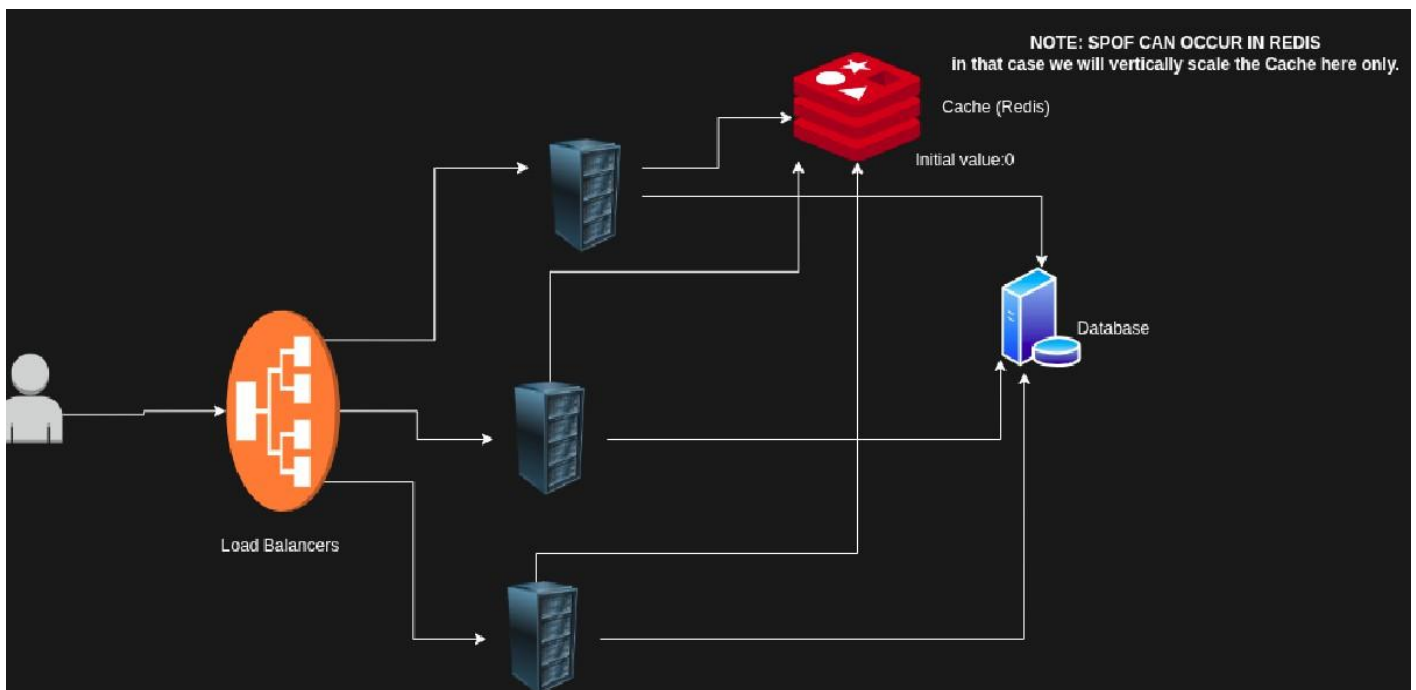 NOTE: SPOF CAN OCCUR IN REDIS
in that case we will vertically scale the Cache here only.
Cache (Redis)
Initial value:0
Database
Load Balancers